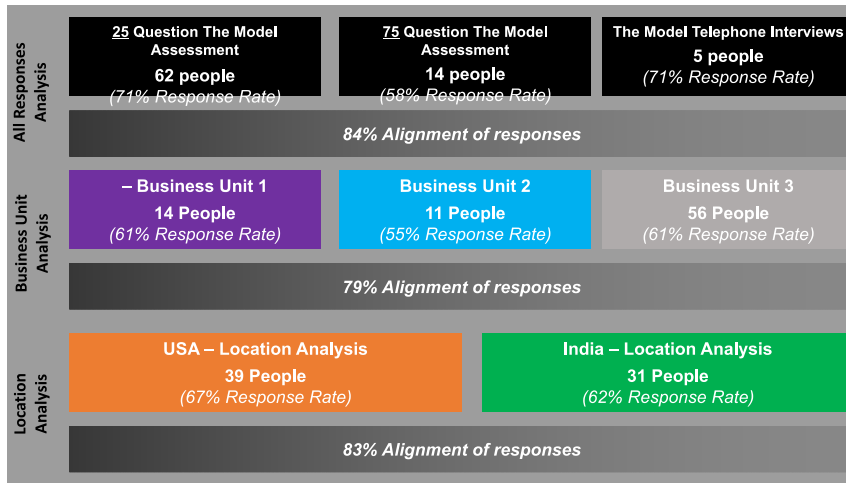 All Responses
Analysis
25 Question The Model
Assessment
62 people
(71% Response Rate)
75 Question The Model
Assessment
14 people
(58% Response Rate)
The Model Telephone Interviews
5 people
(71% Response Rate)
84% Alignment of responses
Business Unit
Analysis
– Business Unit 1
14 People
(61% Response Rate)
Business Unit 2
11 People
(55% Response Rate)
Business Unit 3
56 People
(61% Response Rate)
79% Alignment of responses
Location
Analysis
USA – Location Analysis
39 People
(67% Response Rate)
India – Location Analysis
31 People
(62% Response Rate)
83% Alignment of responses